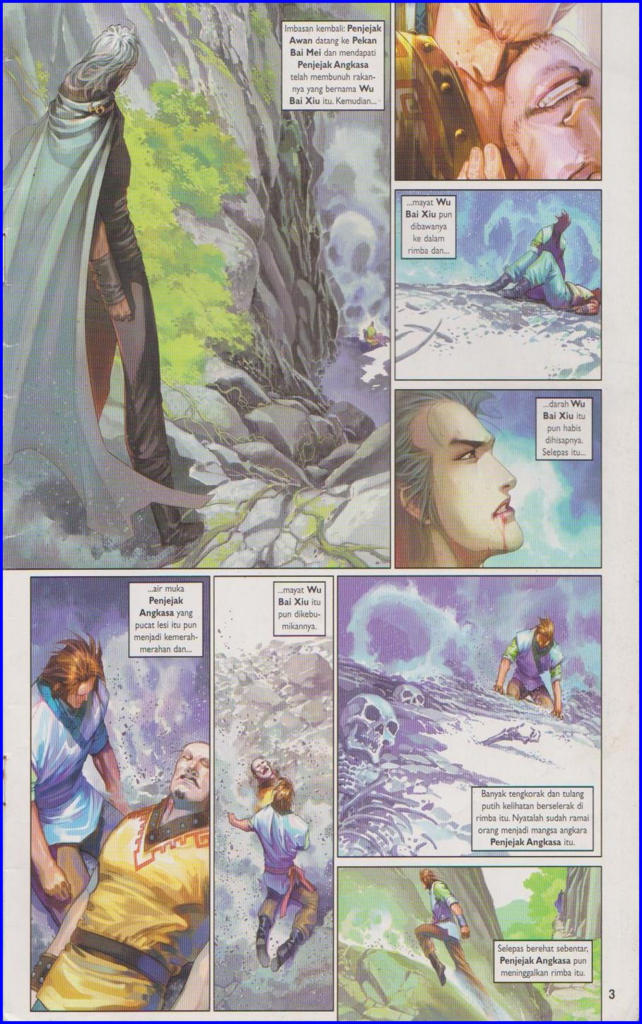 Imbasan kembali: Penjejak
Awan datang ke Pekan
Bai Mei dan mendapati
Penjejak Angkasa
telah membunuh rakan-
nya yang bernama Wu
Bai Xiu itu. Kemudian...
...mayat Wu
Bai Xiu pun
dibawanya
ke dalam
rimba dan...
...darah Wu
Bai Xiu itu
pun habis
dihisapnya.
Selepas itu...
...air muka
Penjejak
Angkasa yang
pucat lesi itu pun
menjadi kemerah-
merahan dan...
...mayat Wu
Bai Xiu itu
pun dikebu-
mikannya.
Banyak tengkorak dan tulang
putih kelihatan berselerak di
rimba itu. Nyatalah sudah ramai
orang menjadi mangsa angkara
Penjejak Angkasa itu.
Selepas berehat sebentar,
Penjejak Angkasa pun
meninggalkan rimba itu.
3